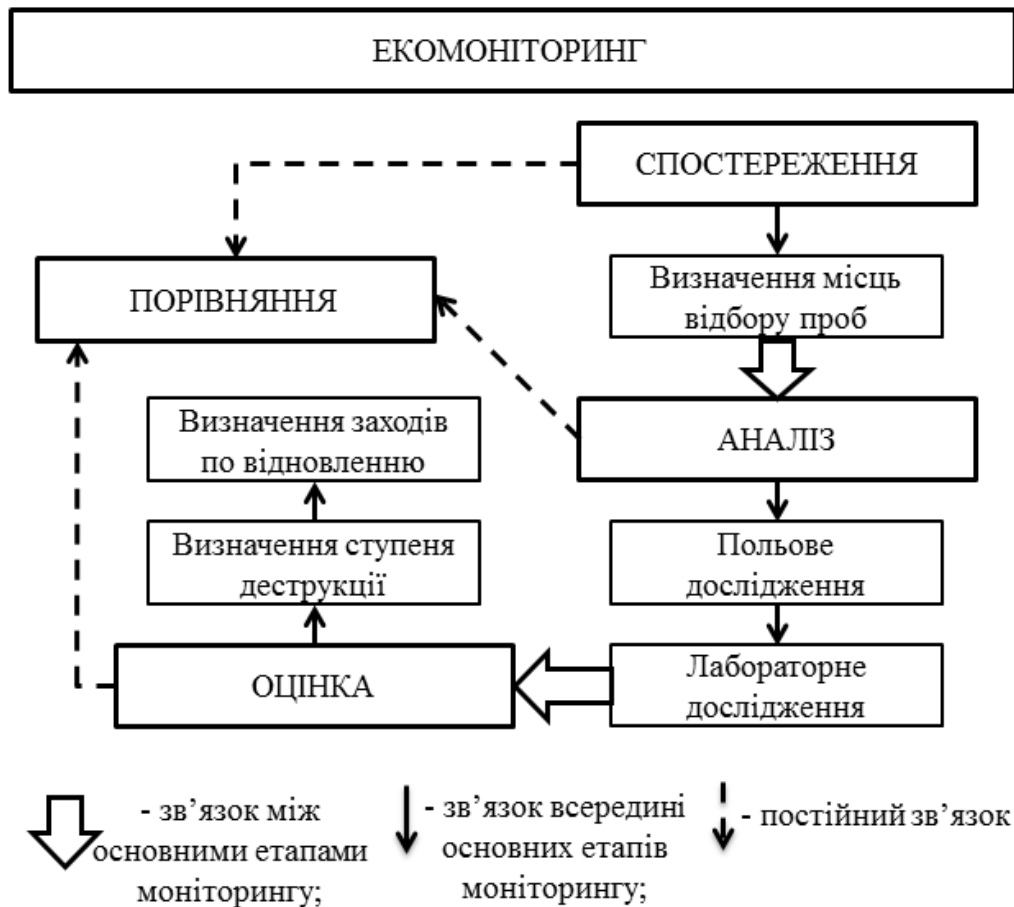 ЕКОМОНІТОРИНГ
СПОСТЕРЕЖЕННЯ
ПОРІВНЯННЯ
Визначення місць
відбору проб
Визначення заходів
по відновленню
АНАЛІЗ
Визначення ступеня
деструкції
Польове
дослідження
ОЦІНКА
Лабораторне
дослідження
- зв’язок між
основними етапами
моніторингу;
- зв’язок всередині
основних етапів
моніторингу;
- постійний зв’язок